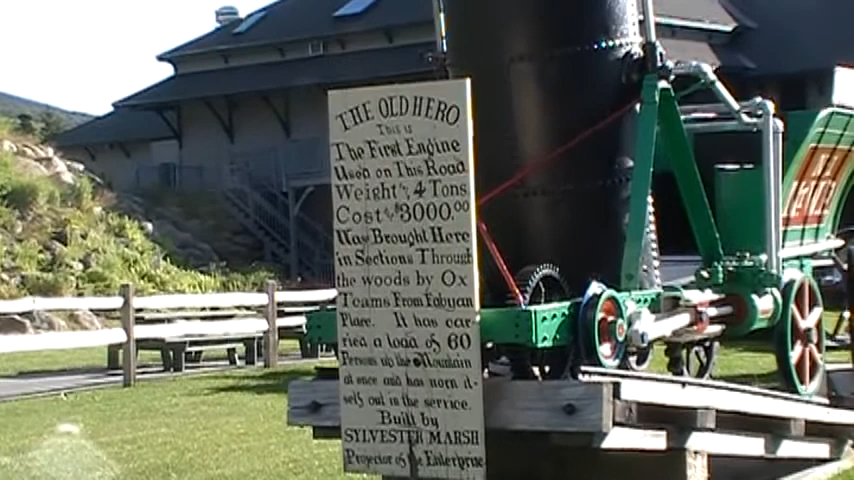 THE OLD HERO
This is
The First Engine
Used on This Road
Weight 4 Tons
Cost $3000.00
Was Brought Here
in Sections Through
the woods by Ox
Teams From Fabyan
Place. It has car-
ried a load of 60
Persons up the Mountain
at once and has worn it-
self out in the service.
Built by
SYLVESTER MARSH
Projector of the Enterprise